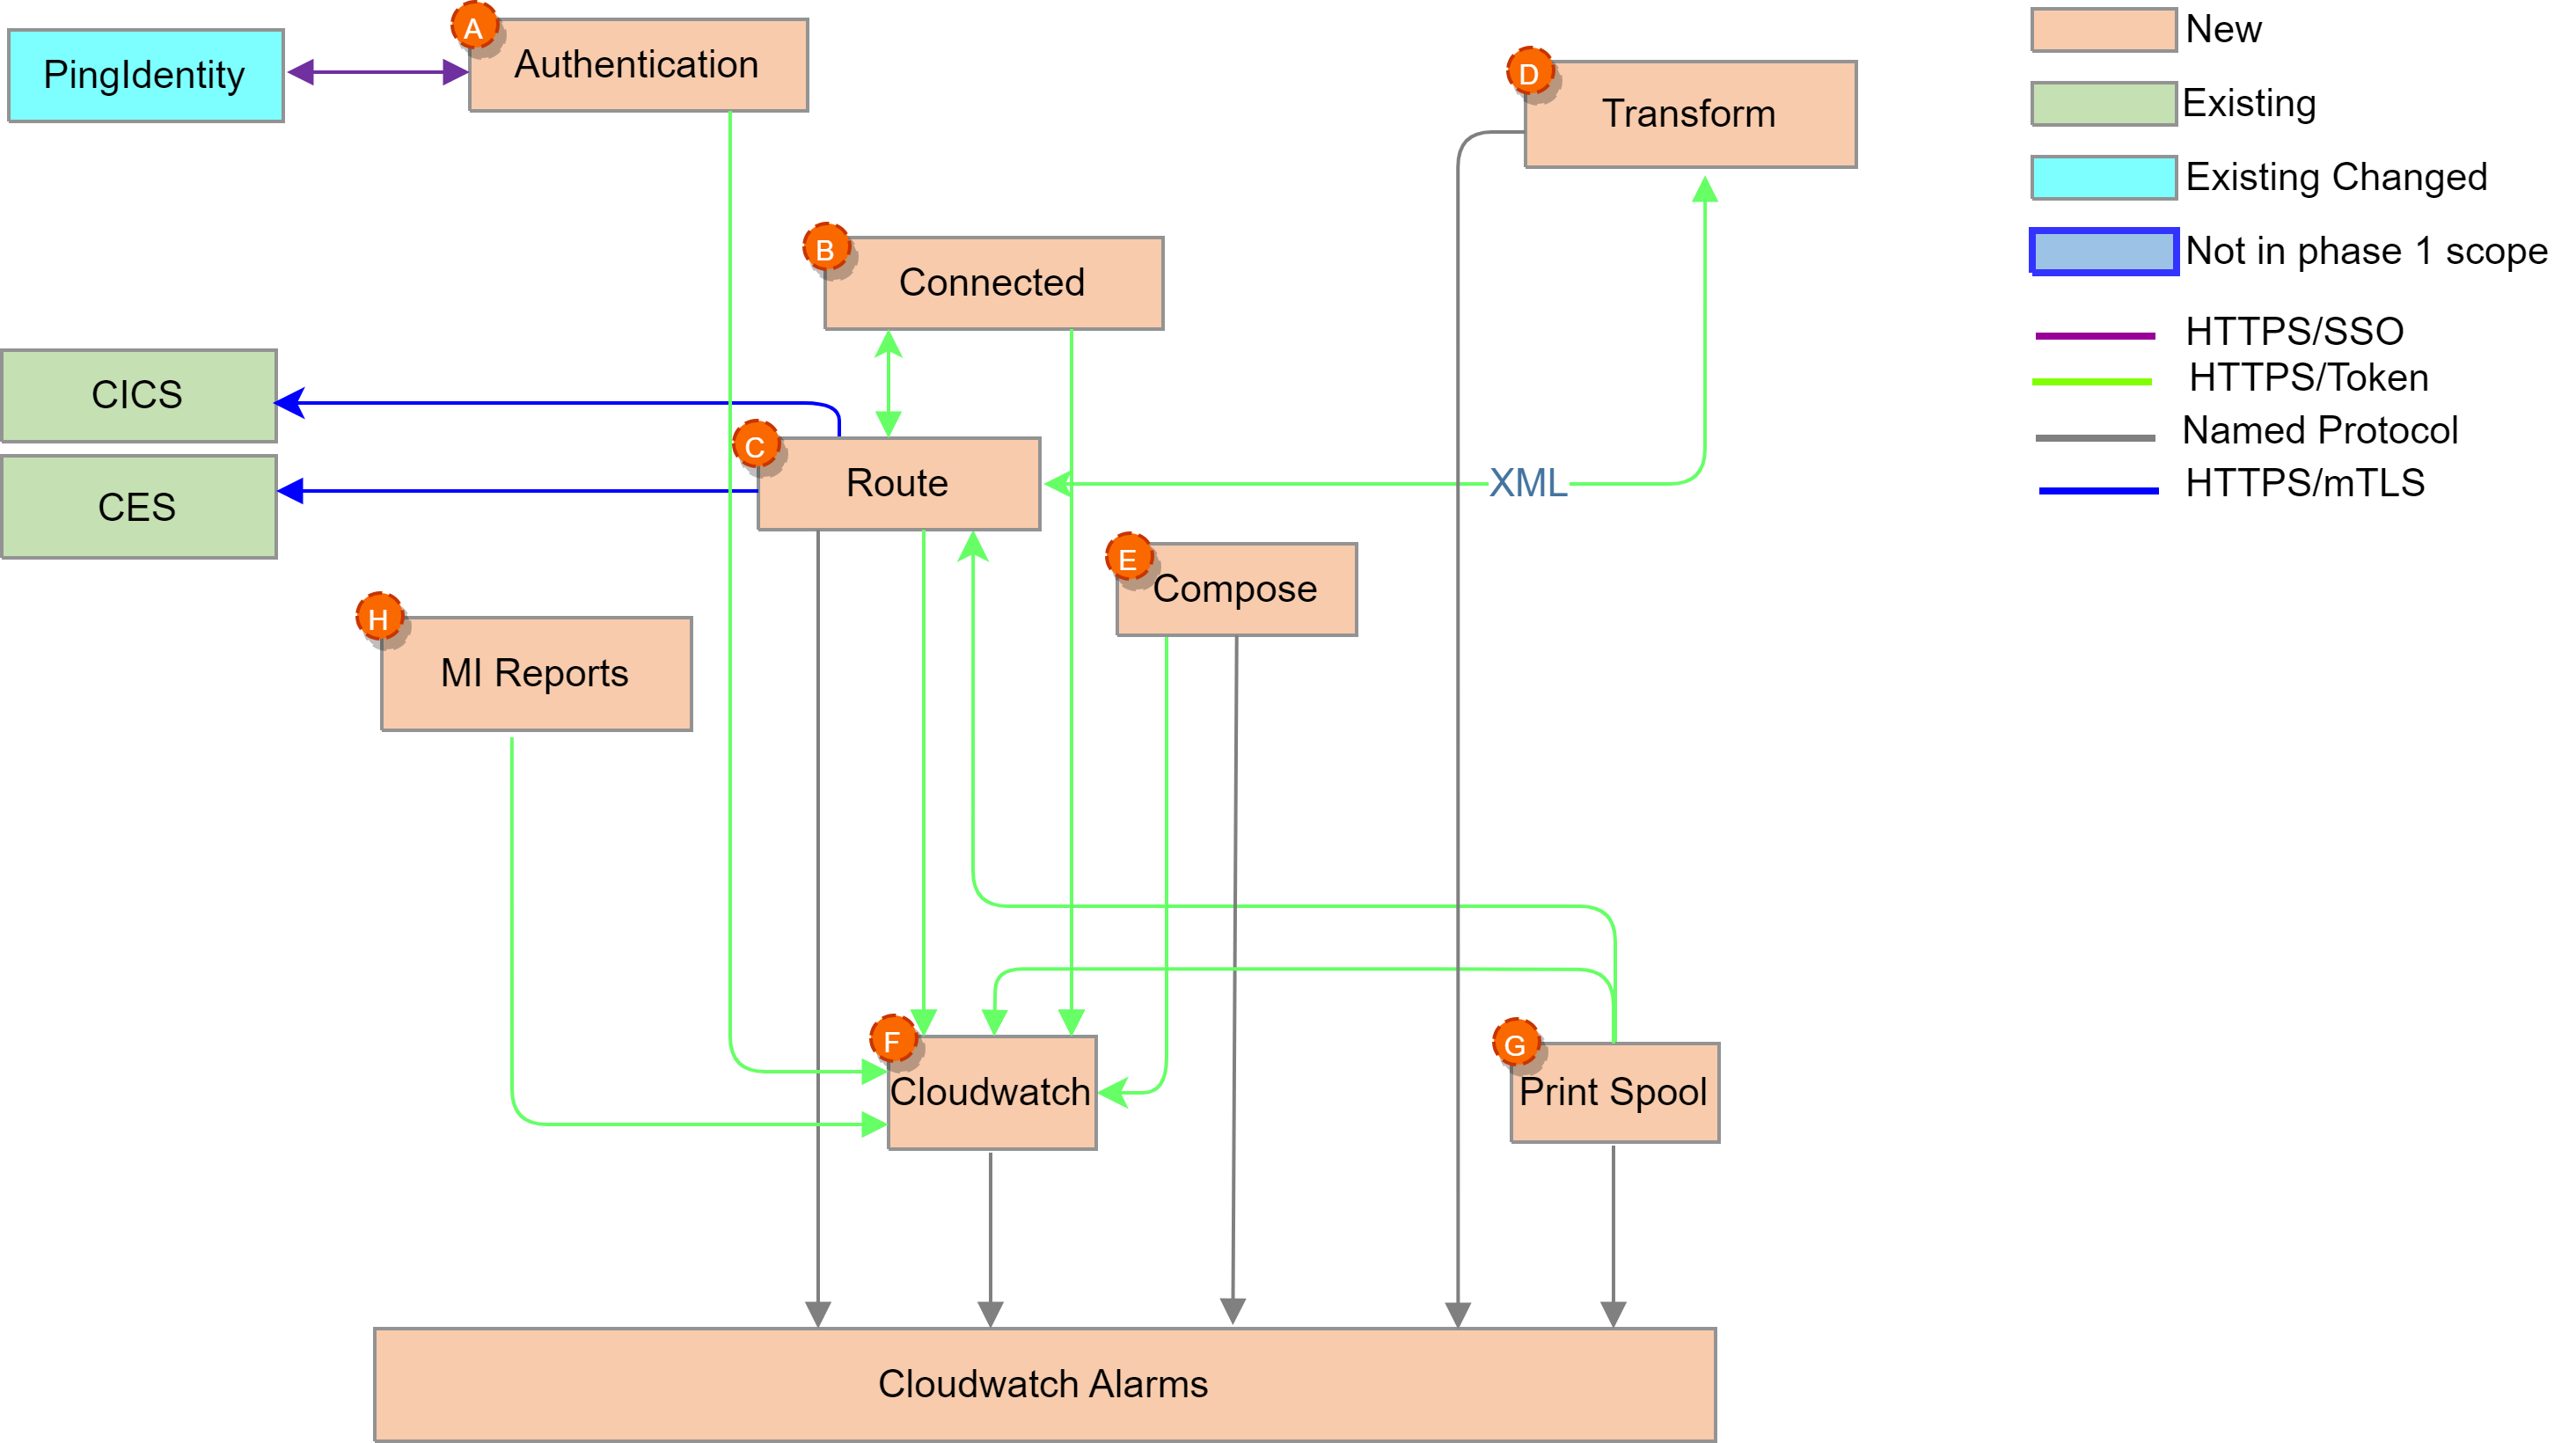 A
PingIdentity
Authentication
D
Transform
B
Connected
CICS
C
Route
XML
CES
E
Compose
H
MI Reports
F
Cloudwatch
G
Print Spool
Cloudwatch Alarms
New
Existing
Existing Changed
Not in phase 1 scope
HTTPS/SSO
HTTPS/Token
Named Protocol
HTTPS/mTLS